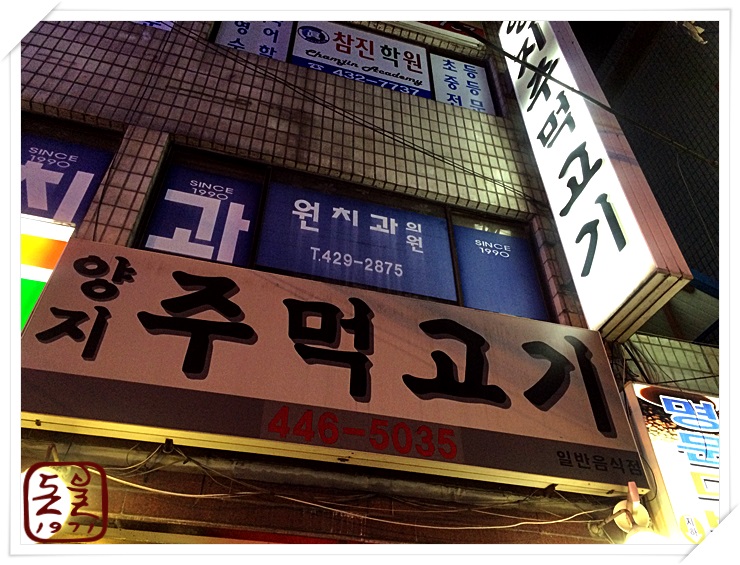 영어
수학
참진학원
Chamjin Academy
☎ 432-7737
초등
중등
전문
SINCE
1990
치
SINCE
1990
과
원치과의원
T.429-2875
SINCE
1990
주먹고기
양지 주먹고기
446-5035
일반음식점
명
1977